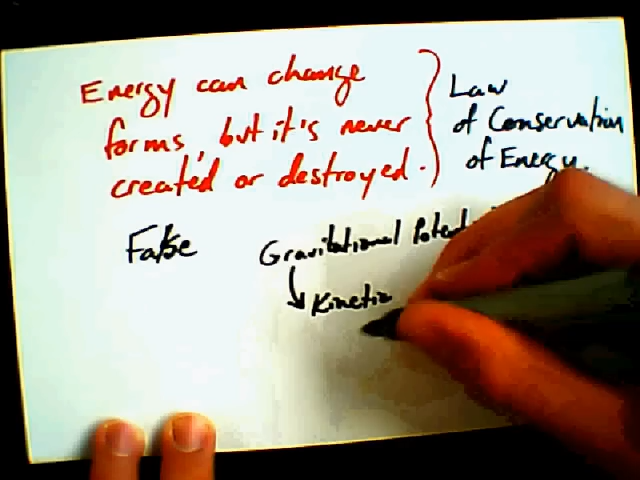 Energy can change
forms, but it's never
created or destroyed.
Law
of Conservation
of Energy.
False
Gravitational
Kinetic